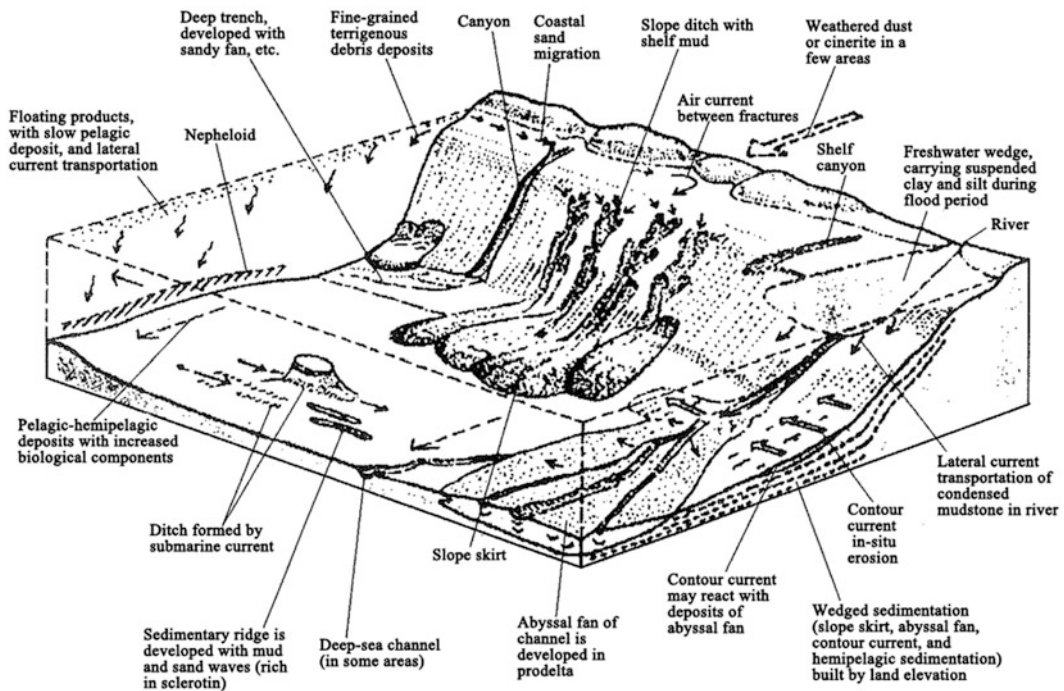 Deep trench,
developed with
sandy fan, etc.
Fine-grained
terrigenous
debris deposits
Canyon
Coastal
sand
migration
Slope ditch with
shelf mud
Weathered dust
or cinerite in a
few areas
Floating products,
with slow pelagic
deposit, and lateral
current transportation
Nepheloid
Air current
between fractures
Shelf
canyon
Freshwater wedge,
carrying suspended
clay and silt during
flood period
River
Pelagic-hemipelagic
deposits with increased
biological components
Ditch formed by
submarine current
Slope skirt
Lateral current
transportation of
condensed
mudstone in river
Contour
current
in-situ
erosion
Contour current
may react with
deposits of
abyssal fan
Sedimentary ridge is
developed with mud
and sand waves (rich
in sclerotin)
Deep-sea channel
(in some areas)
Abyssal fan of
channel is
developed in
prodelta
Wedged sedimentation
(slope skirt, abyssal fan,
contour current, and
hemipelagic sedimentation)
built by land elevation